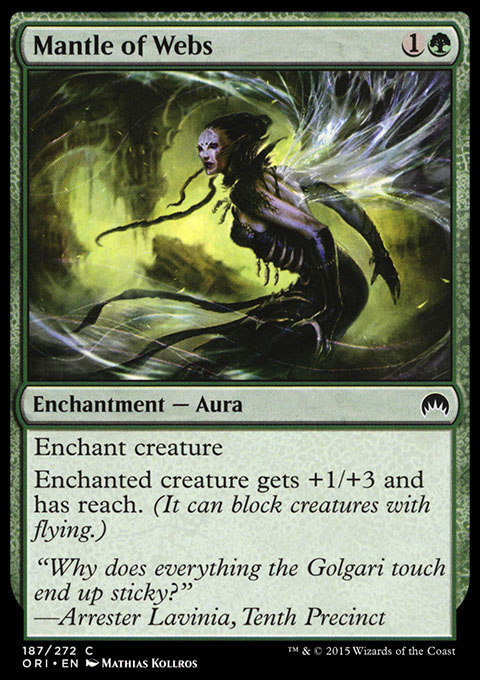 Mantle of Webs 1
Enchantment — Aura
Enchant creature
Enchanted creature gets +1/+3 and
has reach. (It can block creatures with
flying.)
“Why does everything the Golgari touch
end up sticky?”
—Arrester Lavinia, Tenth Precinct
187/272 C
ORI • EN Mathias Kollros
™ & © 2015 Wizards of the Coast